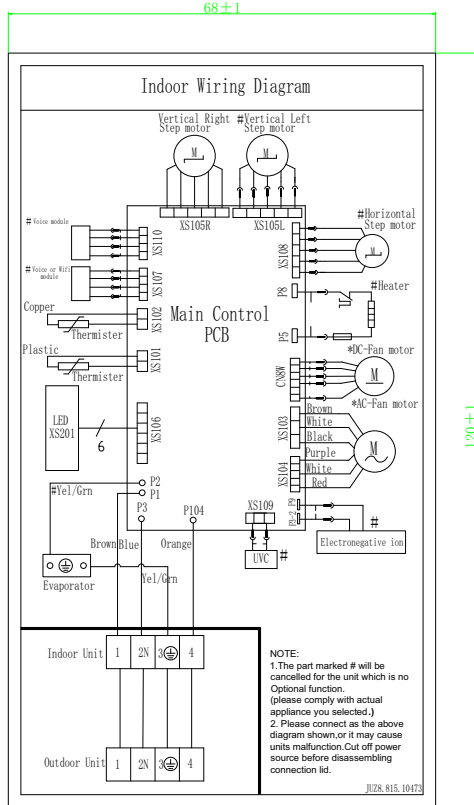 68±1
120±1
Indoor Wiring Diagram
Vertical Right
Step motor
#Vertical Left
Step motor
M
M
XS105R
XS105L
# Voice module
XS110
#Horizontal
Step motor
M
XS108
# Voice or Wifi
module
XS107
P8
#Heater
Copper
Thermister
XS102
Main Control
PCB
P5
Plastic
Thermister
XS101
*DC-Fan motor
M
CN8W
*AC-Fan motor
LED
XS201
6
XS106
XS103
Brown
White
Black
M
Purple
White
Red
XS104
#Yel/Grn
P2
P1
P3
P104
XS109
P9
P3-2
#
Electronegative ion
UVC
#
Brown
Blue
Orange
Evaporator
Yel/Grn
Indoor Unit
1
2N
3
4
Outdoor Unit
1
2N
3
4
NOTE:
1.The part marked # will be
cancelled for the unit which is no
Optional function.
(please comply with actual
appliance you selected.)
2. Please connect as the above
diagram shown,or it may cause
units malfunction.Cut off power
source before disassembling
connection lid.
JUZ8.815.10473